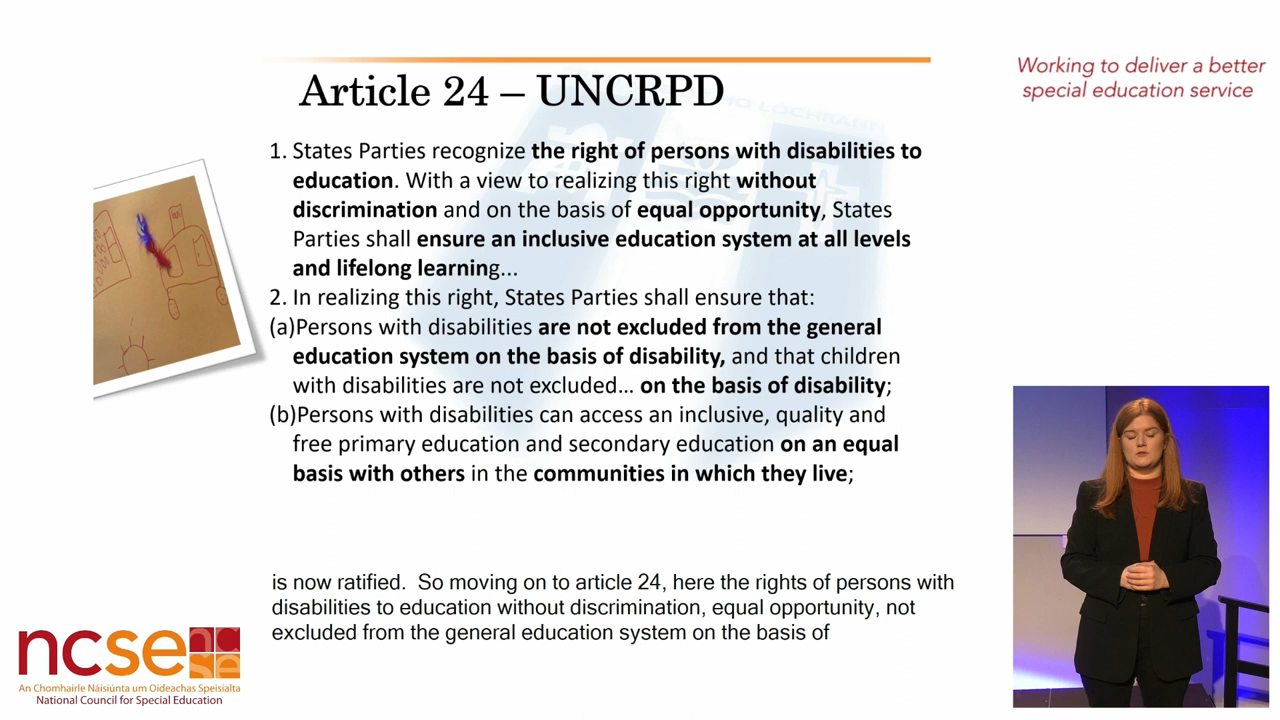 Working to deliver a better
special education service
Article 24 – UNCRPD
1. States Parties recognize the right of persons with disabilities to
education. With a view to realizing this right without
discrimination and on the basis of equal opportunity, States
Parties shall ensure an inclusive education system at all levels
and lifelong learning...
2. In realizing this right, States Parties shall ensure that:
(a)Persons with disabilities are not excluded from the general
education system on the basis of disability, and that children
with disabilities are not excluded… on the basis of disability;
(b)Persons with disabilities can access an inclusive, quality and
free primary education and secondary education on an equal
basis with others in the communities in which they live;
is now ratified.  So moving on to article 24, here the rights of persons with
disabilities to education without discrimination, equal opportunity, not
excluded from the general education system on the basis of
ncse
nc
se
An Chomhairle Náisiúnta um Oideachas Speisialta
National Council for Special Education